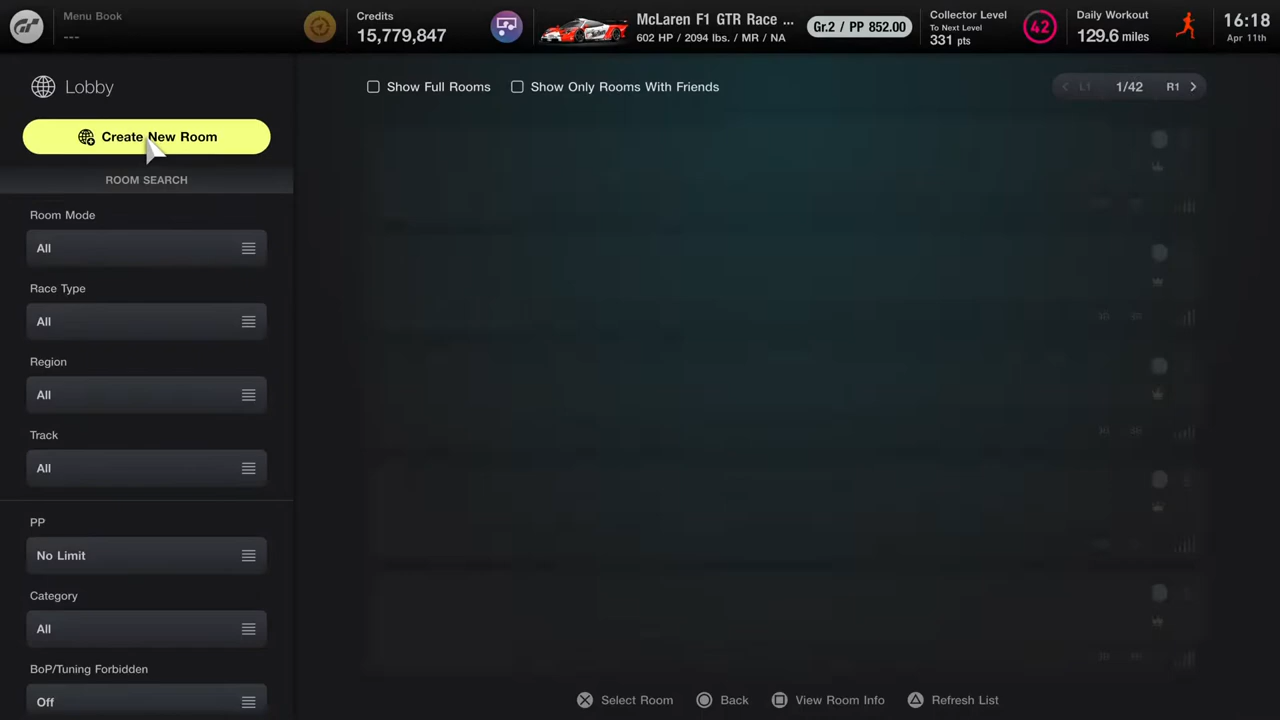 Menu Book
---
Credits
15,779,847
McLaren F1 GTR Race ...
602 HP / 2094 lbs. / MR / NA
Gr.2 / PP 852.00
Collector Level
To Next Level
331 pts
42
Daily Workout
129.6 miles
16:18
Apr 11th
Lobby
Show Full Rooms
Show Only Rooms With Friends
L1
1/42
R1
Create New Room
ROOM SEARCH
Room Mode
All
Race Type
All
Region
All
Track
All
PP
No Limit
Category
All
BoP/Tuning Forbidden
Off
Select Room
Back
View Room Info
Refresh List